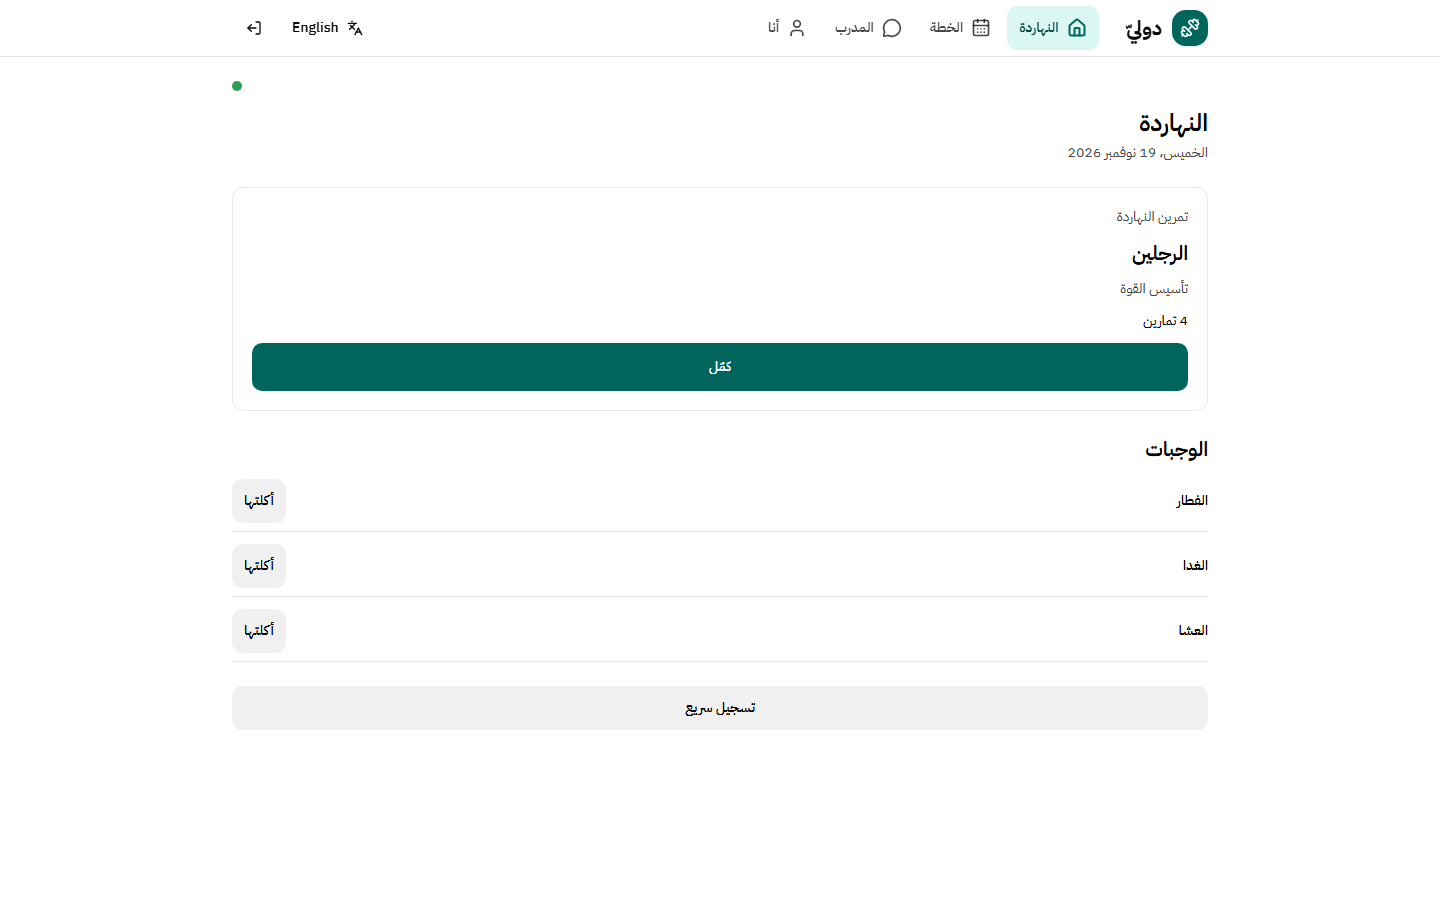 دوليّ
النهاردة
الخطة
المدرب
أنا
English
النهاردة
الخميس، 19 نوفمبر 2026
تمرين النهاردة
الرجلين
تأسيس القوة
4 تمارين
كمّل
الوجبات
الفطار
أكلتها
الغدا
أكلتها
العشا
أكلتها
تسجيل سريع